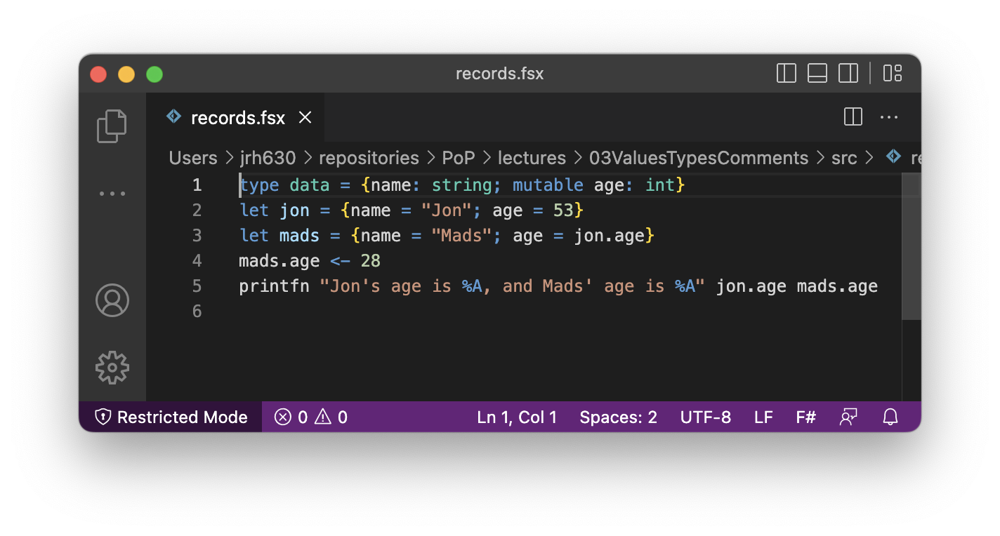 records.fsx
records.fsx
Users > jrh630 > repositories > PoP > lectures > 03ValuesTypesComments > src > re
1 type data = {name: string; mutable age: int}
2 let jon = {name = "Jon"; age = 53}
3 let mads = {name = "Mads"; age = jon.age}
4 mads.age <- 28
5 printfn "Jon's age is %A, and Mads' age is %A" jon.age mads.age
6
Restricted Mode 0 0 Ln 1, Col 1 Spaces: 2 UTF-8 LF F#